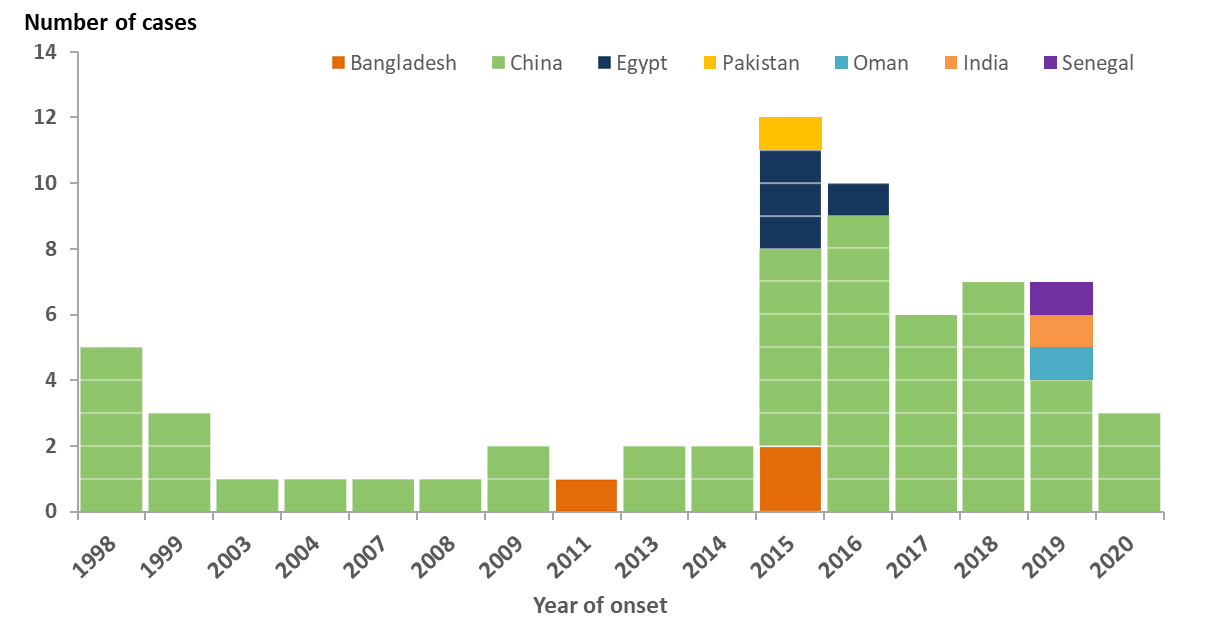 Number of cases
14
Bangladesh China Egypt Pakistan Oman India Senegal
12
10
8
6
4
2
0
1998 1999 2003 2004 2007 2008 2009 2011 2013 2014 2015 2016 2017 2018 2019 2020
Year of onset